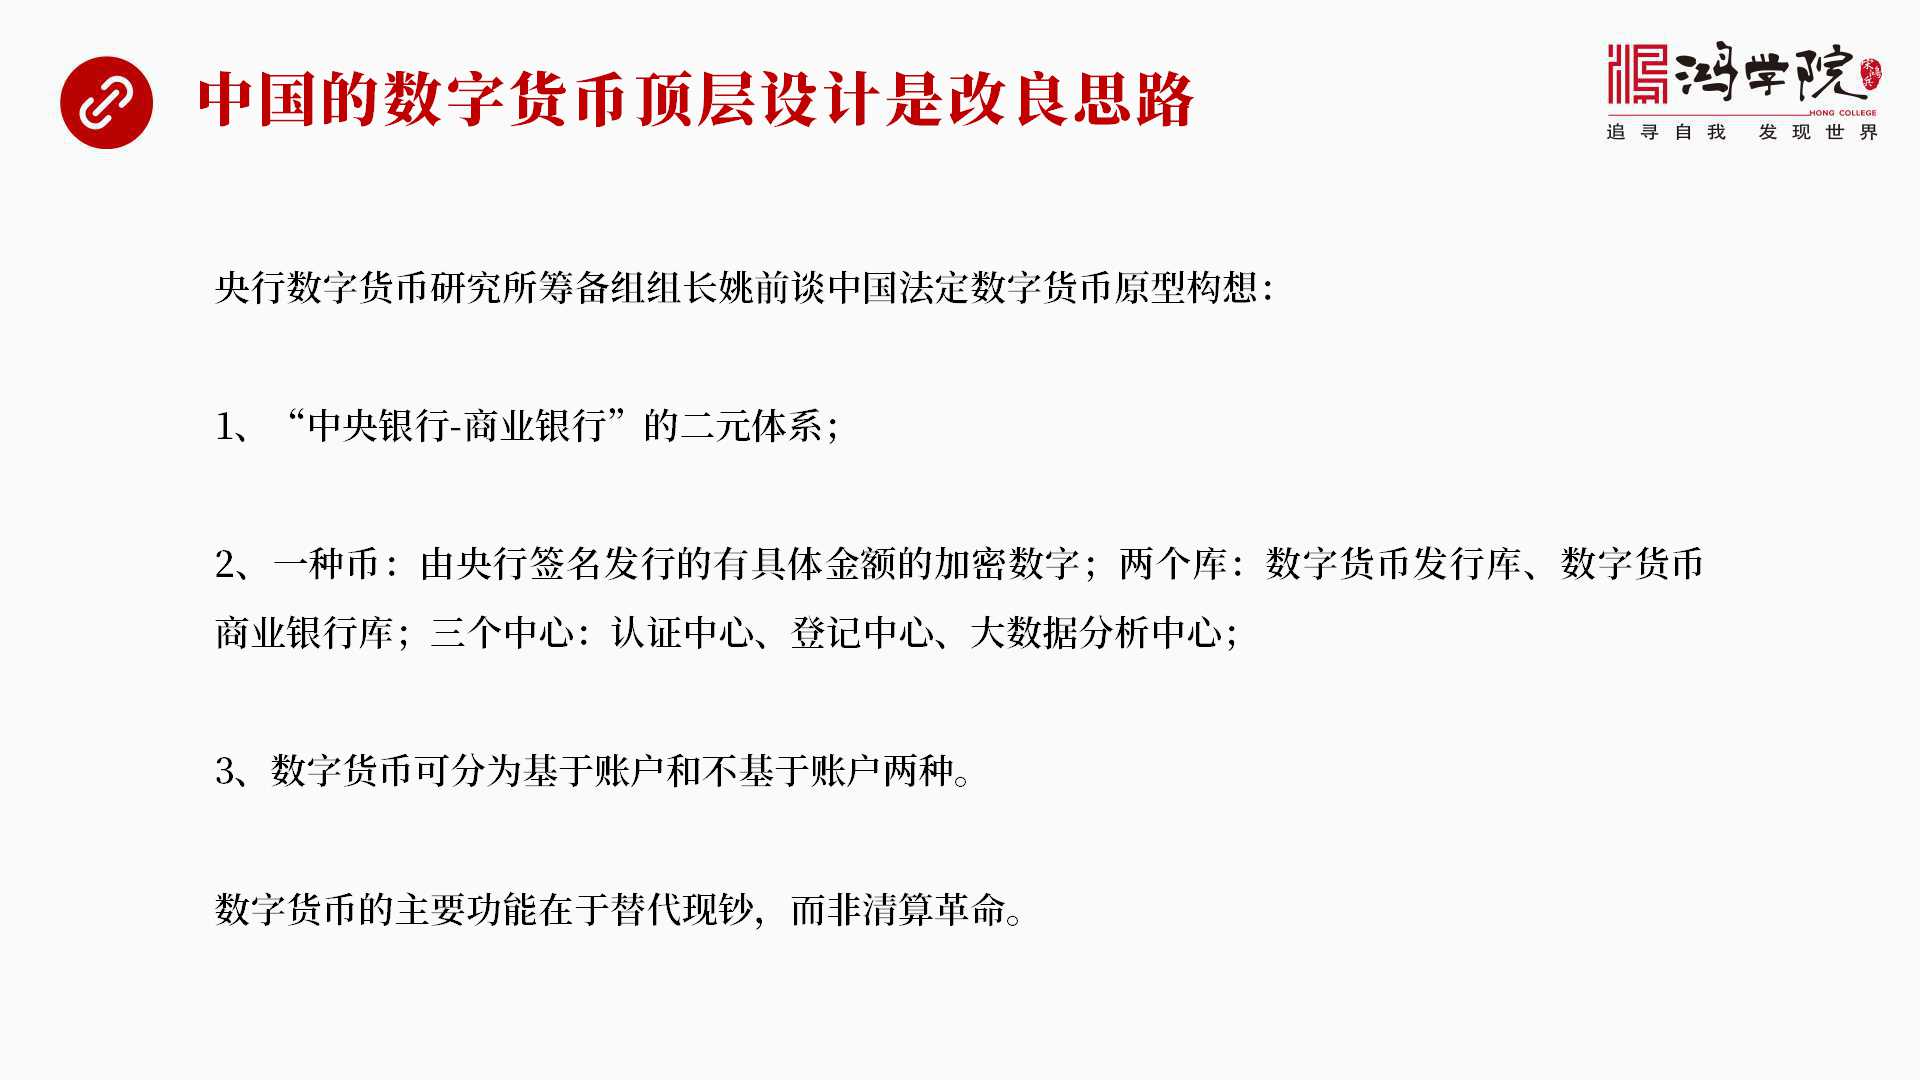 中国的数字货币顶层设计是改良思路
鸿学院
宋鸿兵
HONG COLLEGE
追寻自我 发现世界
央行数字货币研究所筹备组组长姚前谈中国法定数字货币原型构想：
1、“中央银行-商业银行”的二元体系；
2、一种币：由央行签名发行的有具体金额的加密数字；两个库：数字货币发行库、数字货币
商业银行库；三个中心：认证中心、登记中心、大数据分析中心；
3、数字货币可分为基于账户和不基于账户两种。
数字货币的主要功能在于替代现钞，而非清算革命。